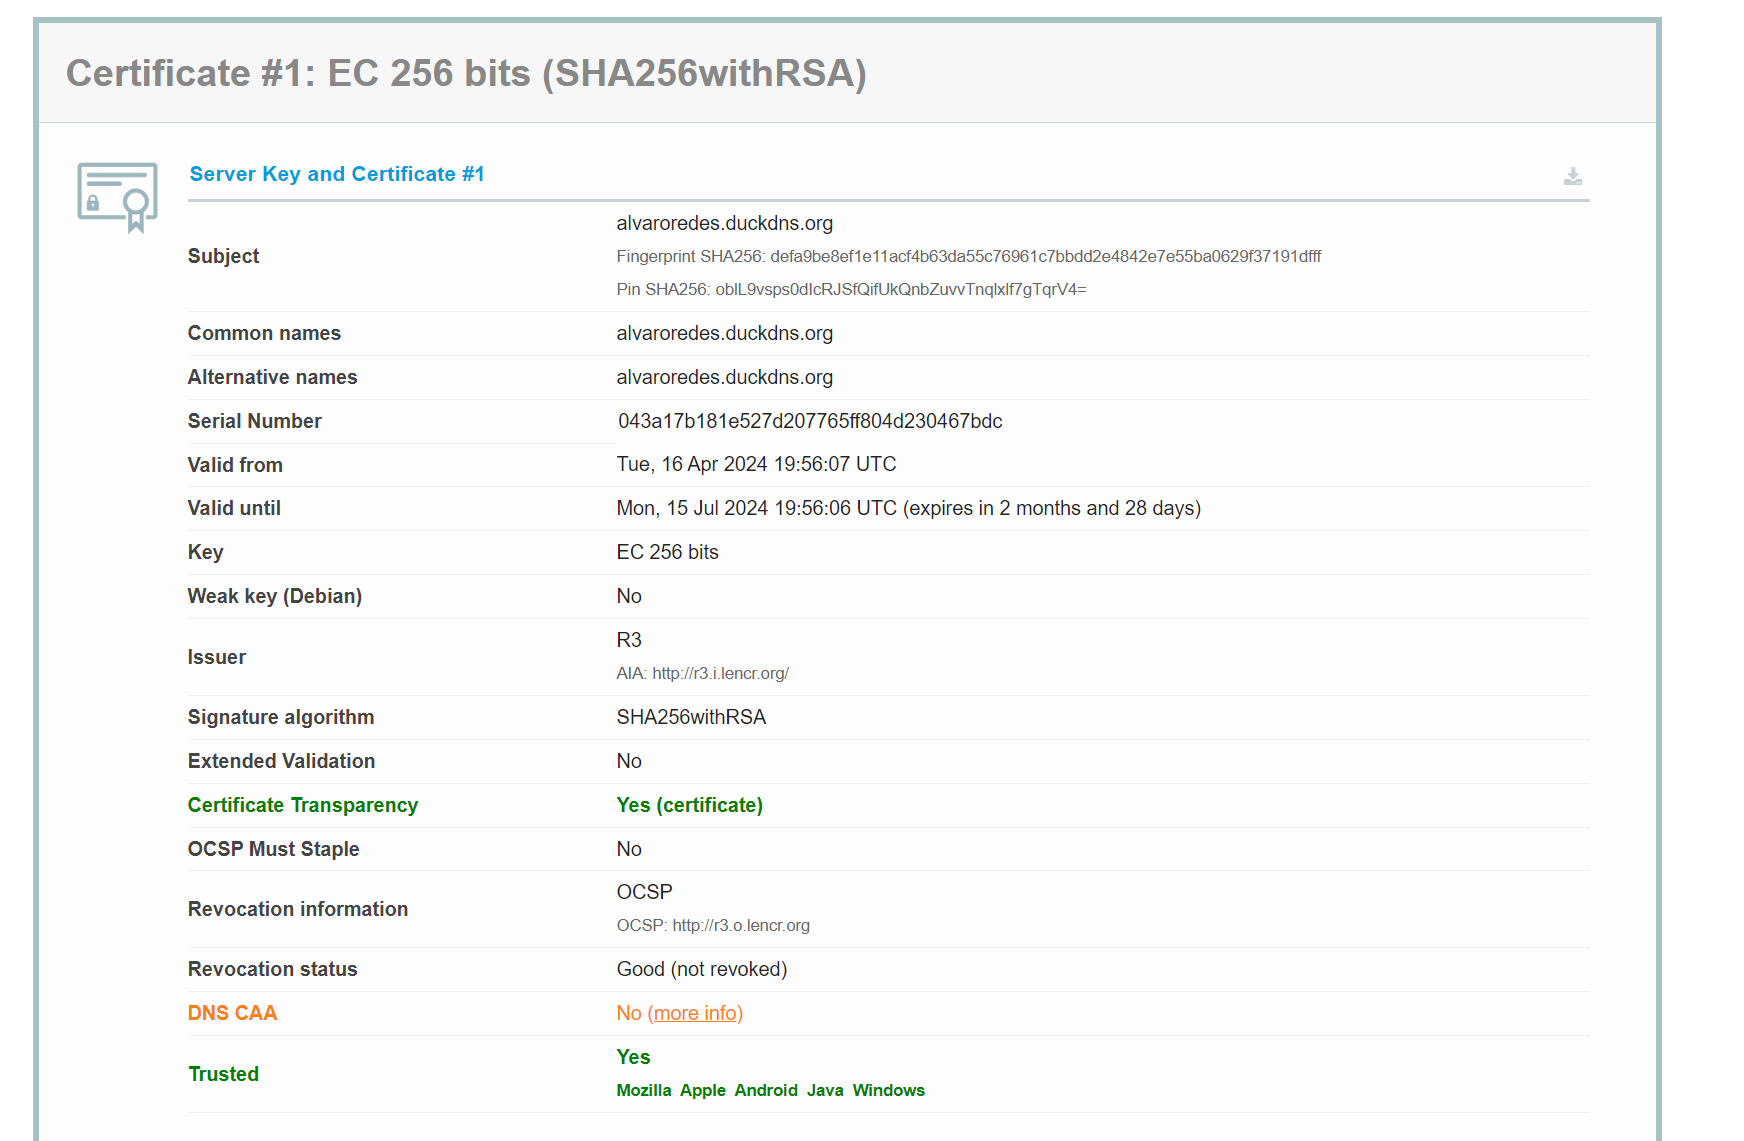 Certificate #1: EC 256 bits (SHA256withRSA)
Server Key and Certificate #1
Subject
alvaroredes.duckdns.org
Fingerprint SHA256: defa9be8ef1e11acf4b63da55c76961c7bbdd2e4842e7e55ba0629f37191dfff
Pin SHA256: oblL9vsps0dIcRJSfQifUkQnbZuvvTnqlxlf7gTqrV4=
Common names alvaroredes.duckdns.org
Alternative names alvaroredes.duckdns.org
Serial Number 043a17b181e527d207765ff804d230467bdc
Valid from Tue, 16 Apr 2024 19:56:07 UTC
Valid until Mon, 15 Jul 2024 19:56:06 UTC (expires in 2 months and 28 days)
Key EC 256 bits
Weak key (Debian) No
Issuer
R3
AIA: http://r3.i.lencr.org/
Signature algorithm SHA256withRSA
Extended Validation No
Certificate Transparency Yes (certificate)
OCSP Must Staple No
Revocation information
OCSP
OCSP: http://r3.o.lencr.org
Revocation status Good (not revoked)
DNS CAA No (more info)
Trusted
Yes
Mozilla Apple Android Java Windows